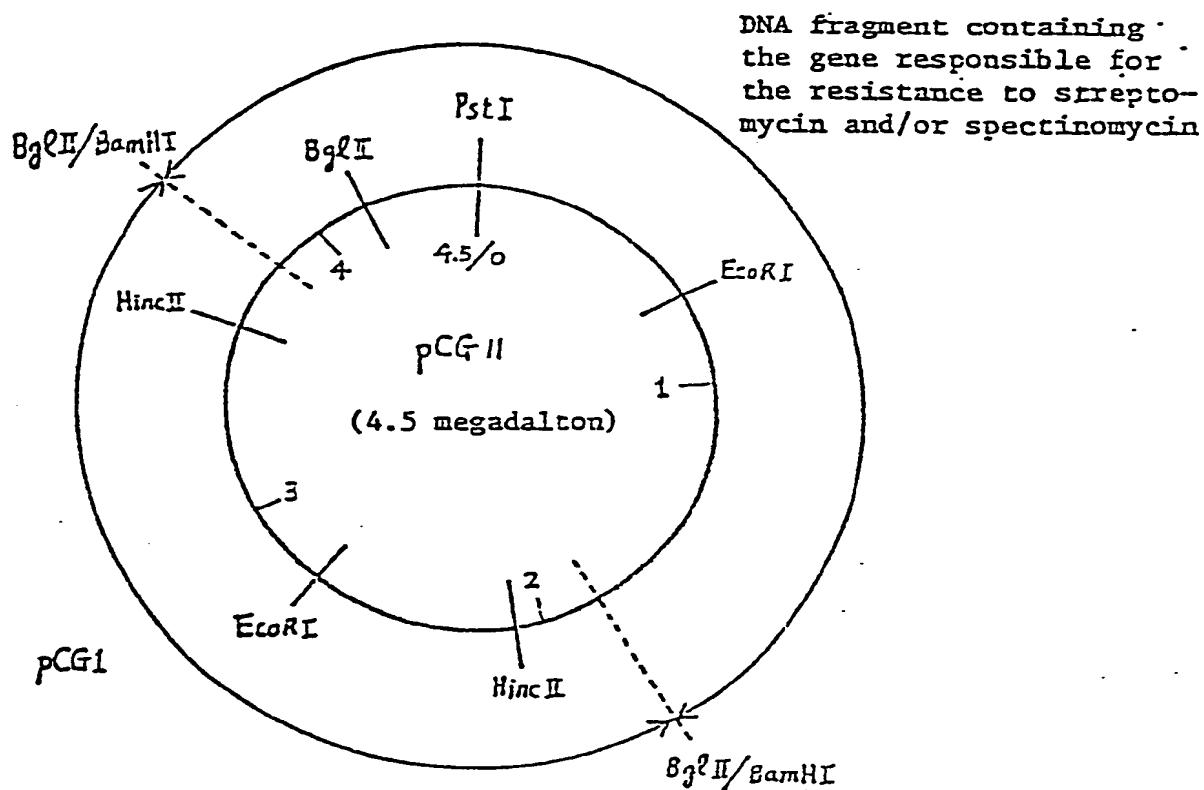 DNA fragment containing
the gene responsible for
the resistance to strepto-
mycin and/or spectinomycin
PstI
BglII/BamHI
BglII
4.5/0
4
EcoRI
HincII
pCG11
1
(4.5 megadalton)
3
2
EcoRI
pCG1
HincII
BglII/BamHI